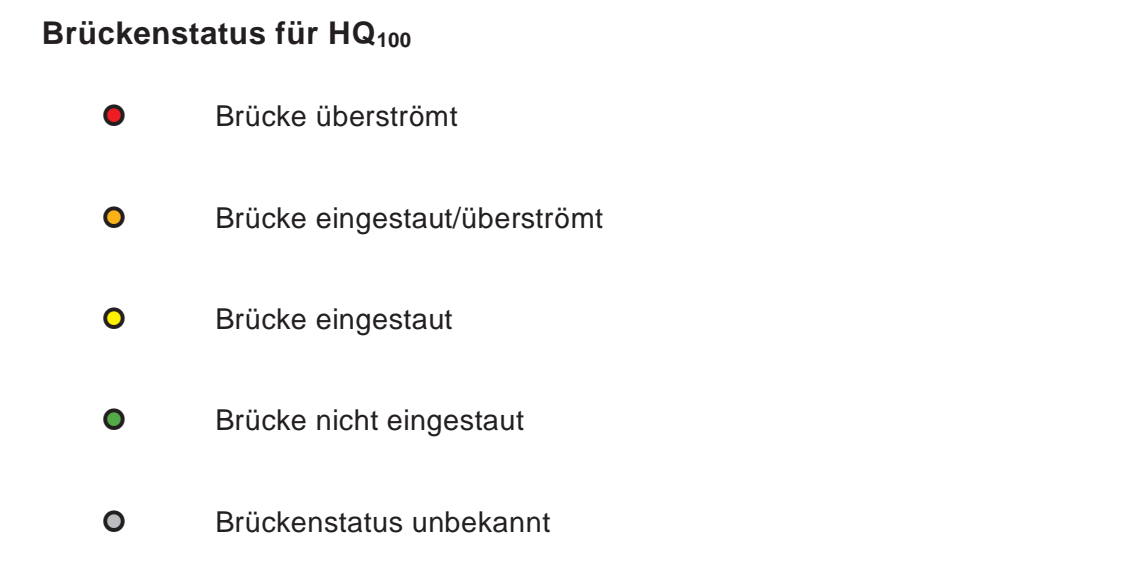 Brückenstatus für HQ₁₀₀
Brücke überströmt
Brücke eingestaut/überströmt
Brücke eingestaut
Brücke nicht eingestaut
Brückenstatus unbekannt